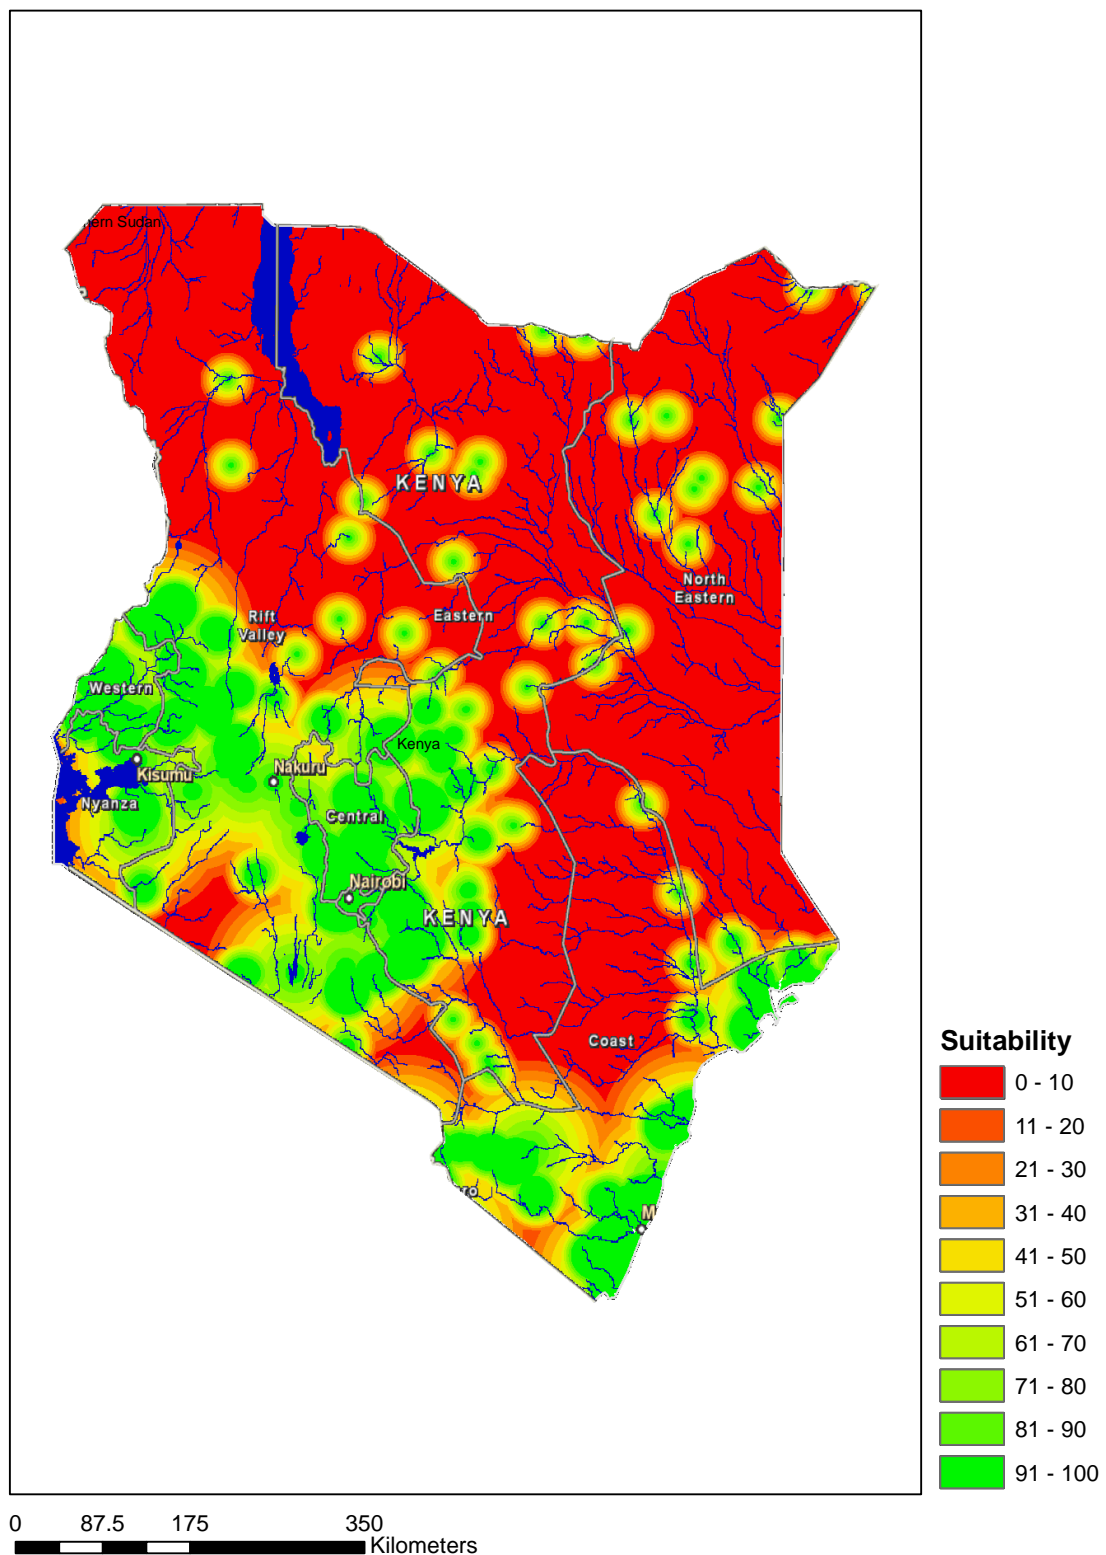 ern Sudan
KENYA
North
Eastern
Rift
Valley
Eastern
Western
Kenya
Kisumu
Nakuru
Nyanza
Central
Nairobi
KENYA
Coast
ro
M
Suitability
0 - 10
11 - 20
21 - 30
31 - 40
41 - 50
51 - 60
61 - 70
71 - 80
81 - 90
91 - 100
0 87.5 175 350
Kilometers